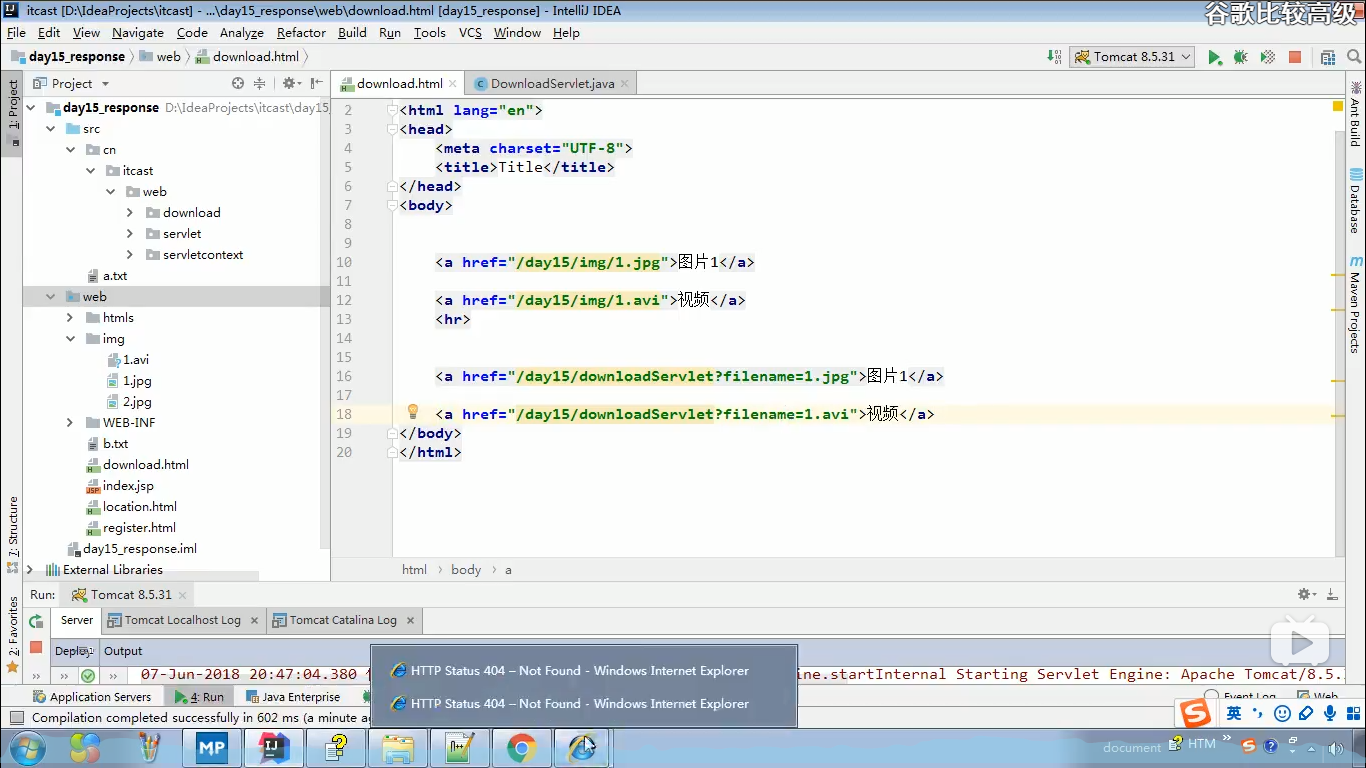 itcast [D:\IdeaProjects\itcast] - ...\day15_response\web\download.html [day15_response] - IntelliJ IDEA
谷歌比较高级
File Edit View Navigate Code Analyze Refactor Build Run Tools VCS Window Help
day15_response web download.html
Tomcat 8.5.31
Project
download.html
DownloadServlet.java
1: Project
day15_response D:\IdeaProjects\itcast\day15_
src
cn
itcast
web
download
servlet
servletcontext
a.txt
web
htmls
img
1.avi
1.jpg
2.jpg
WEB-INF
b.txt
download.html
index.jsp
location.html
register.html
day15_response.iml
External Libraries
2 <html lang="en">
3 <head>
4 <meta charset="UTF-8">
5 <title>Title</title>
6 </head>
7 <body>
8
9
10 <a href="/day15/img/1.jpg">图片1</a>
11
12 <a href="/day15/img/1.avi">视频</a>
13 <hr>
14
15
16 <a href="/day15/downloadServlet?filename=1.jpg">图片1</a>
17
18 <a href="/day15/downloadServlet?filename=1.avi">视频</a>
19 </body>
20 </html>
html body a
Ant Build
Database
Maven Projects
7: Structure
2: Favorites
Run: Tomcat 8.5.31
Server Tomcat Localhost Log Tomcat Catalina Log
Output
07-Jun-2018 20:47:04.380
ine.startInternal Starting Servlet Engine: Apache Tomcat/8.5.
HTTP Status 404 – Not Found - Windows Internet Explorer
HTTP Status 404 – Not Found - Windows Internet Explorer
Application Servers 4: Run Java Enterprise
Event Log Web
Compilation completed successfully in 602 ms (a minute ag
英
MP
document HTM